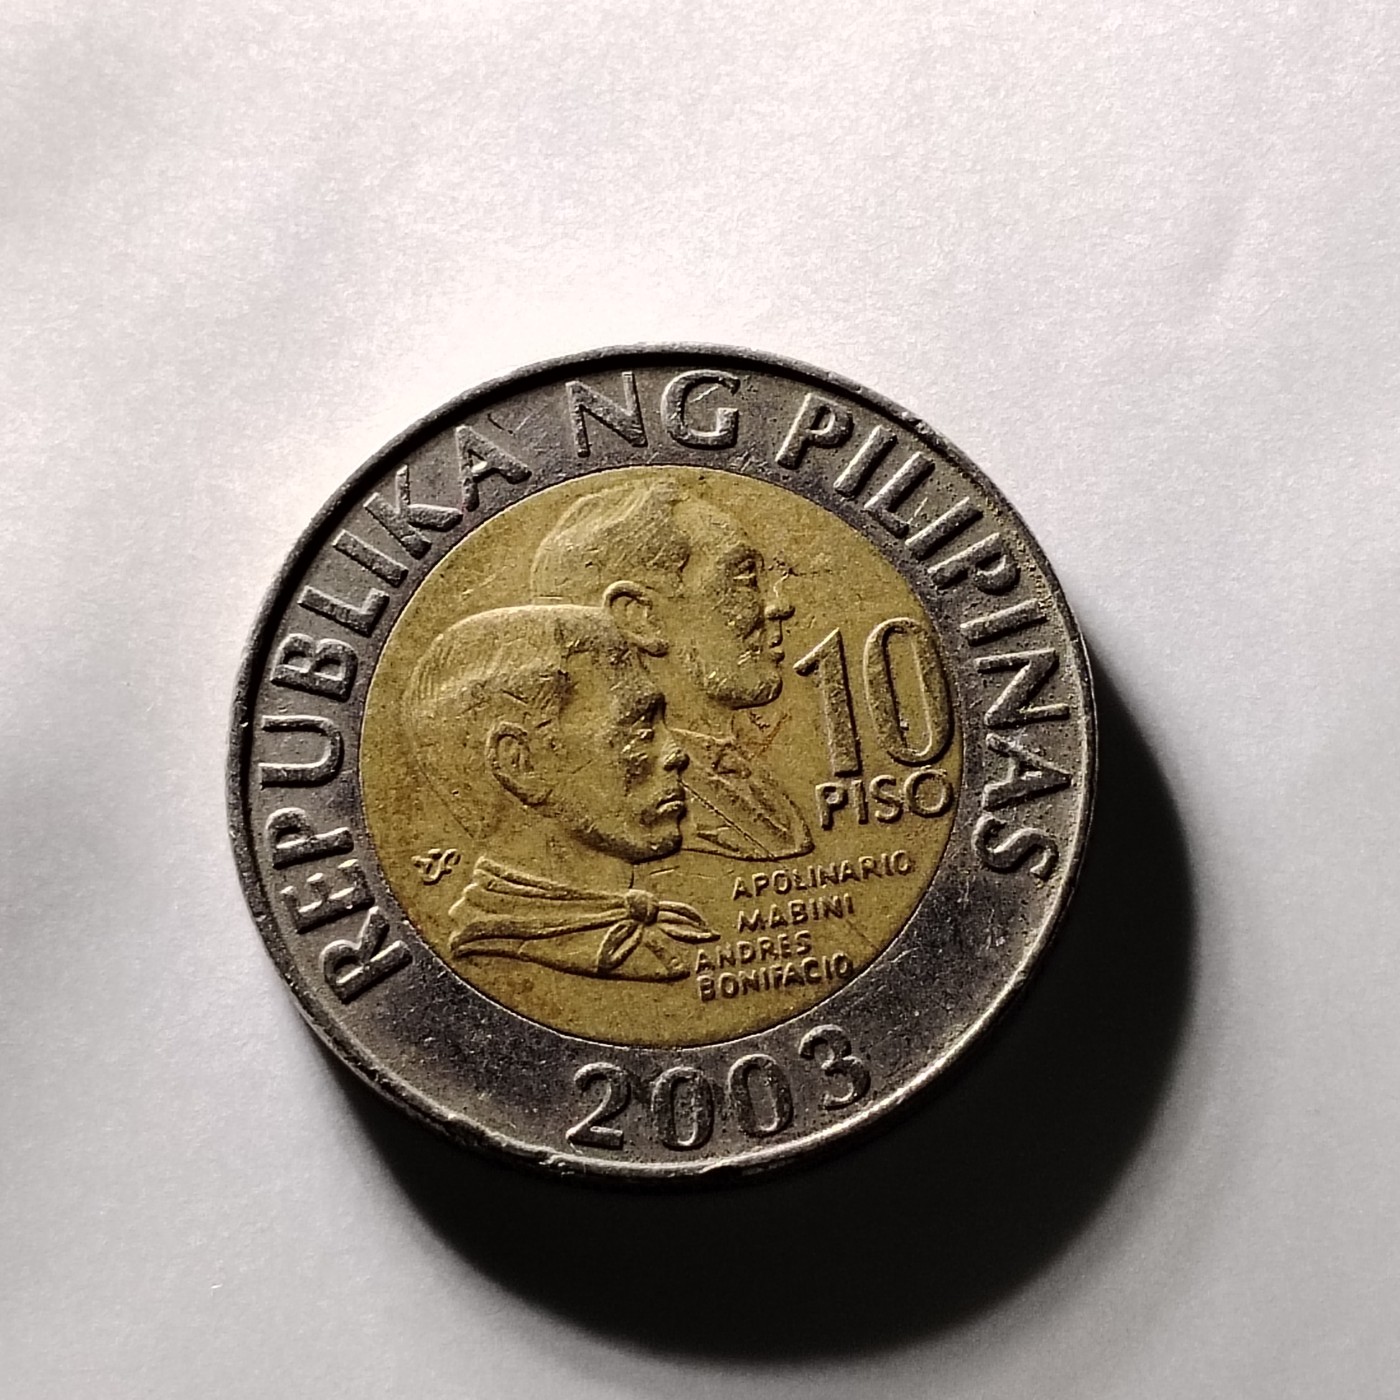 REPUBLIKA NG PILIPINAS
10
PISO
APOLINARIO
MABINI
ANDRES
BONIFACIO
2003